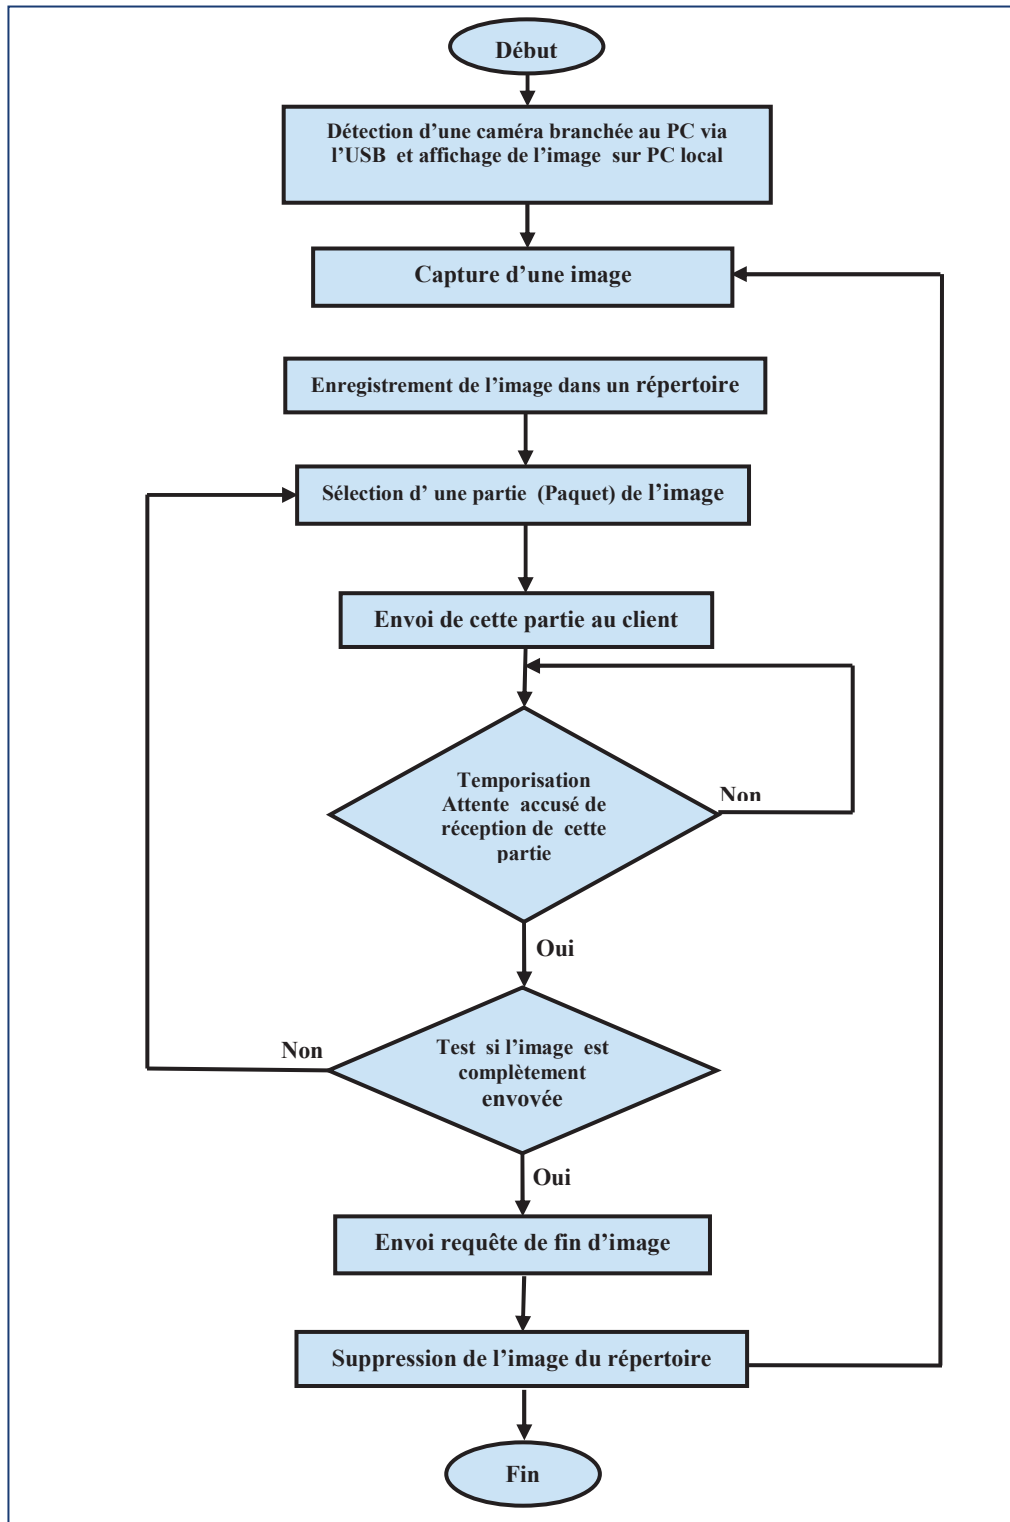 Début
Détection d’une caméra branchée au PC via
l’USB et affichage de l’image sur PC local
Capture d’une image
Enregistrement de l’image dans un répertoire
Sélection d’ une partie (Paquet) de l’image
Envoi de cette partie au client
Temporisation
Attente accusé de
réception de cette
partie
Non
Oui
Non
Test si l’image est
complètement
envoyée
Oui
Envoi requête de fin d’image
Suppression de l’image du répertoire
Fin